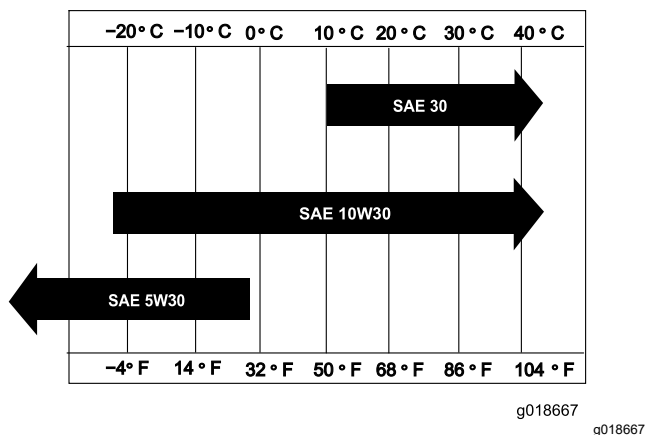 −20° C −10° C 0° C 10° C 20° C 30° C 40° C
SAE 30
SAE 10W30
SAE 5W30
−4° F 14° F 32° F 50° F 68° F 86° F 104° F
g018667
g018667